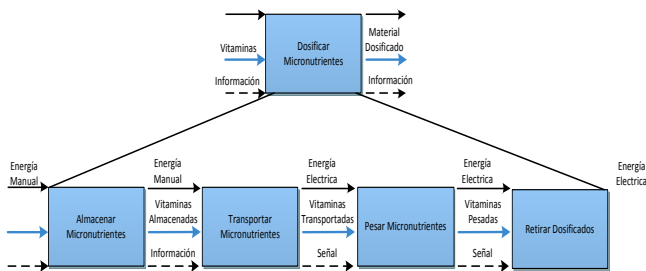 Vitaminas
Información
Dosificar
Micronutrientes
Material
Dosificado
Información
Energía
Manual
Almacenar
Micronutrientes
Energía
Manual
Vitaminas
Almacenadas
Información
Transportar
Micronutrientes
Energía
Electrica
Vitaminas
Transportadas
Señal
Pesar Micronutrientes
Energía
Electrica
Vitaminas
Pesadas
Señal
Retirar Dosificados
Energía
Electrica